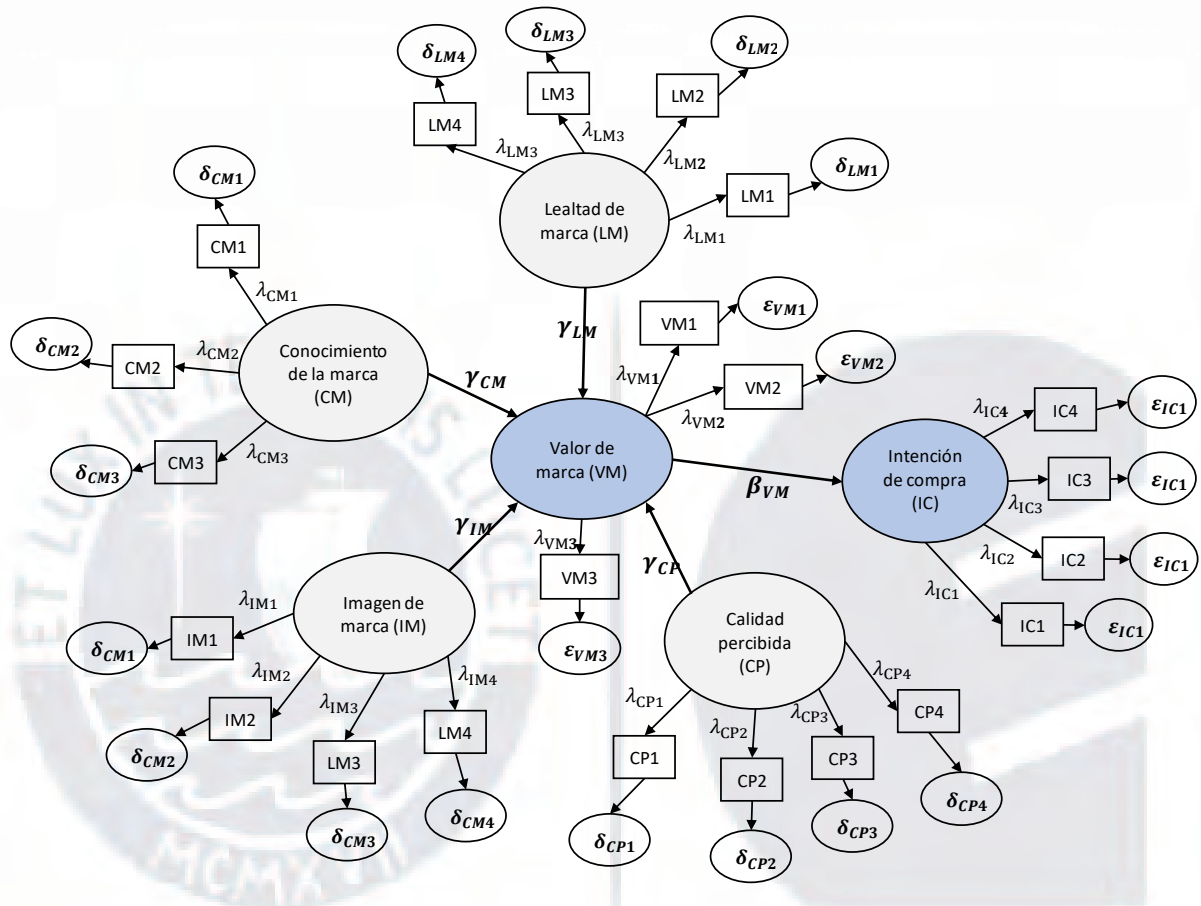 δLM3
δLM4
δLM2
LM3
LM2
LM4
λLM3
λLM3
λLM2
δCM1
δLM1
Lealtad de
marca (LM)
LM1
λLM1
CM1
λCM1
γLM
VM1
εVM1
δCM2
CM2
λCM2
Conocimiento
de la marca
(CM)
γCM
λVM1
VM2
εVM2
λVM2
λIC4
IC4
εIC1
CM3
δCM3
λCM3
Valor de
marca (VM)
βVM
Intención
de compra
(IC)
IC3
εIC1
λIC3
γIM
λVM3
VM3
γCP
λIC2
IC2
εIC1
λIC1
IC1
εIC1
λIM1
Imagen de
marca (IM)
IM1
δCM1
εVM3
Calidad
percibida
(CP)
λIM2
IM2
δCM2
λIM3
LM3
δCM3
λIM4
LM4
δCM4
λCP1
CP1
δCP1
λCP2
CP2
δCP2
λCP3
CP3
δCP3
λCP4
CP4
δCP4
ET LUX IN
LUCET
MCMX